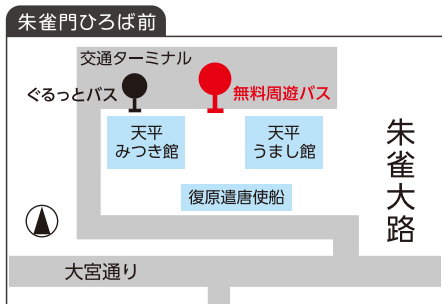 朱雀門ひろば前
交通ターミナル
ぐるっとバス
無料周遊バス
天平
みつき館
天平
うまし館
朱雀大路
復原遣唐使船
大宮通り